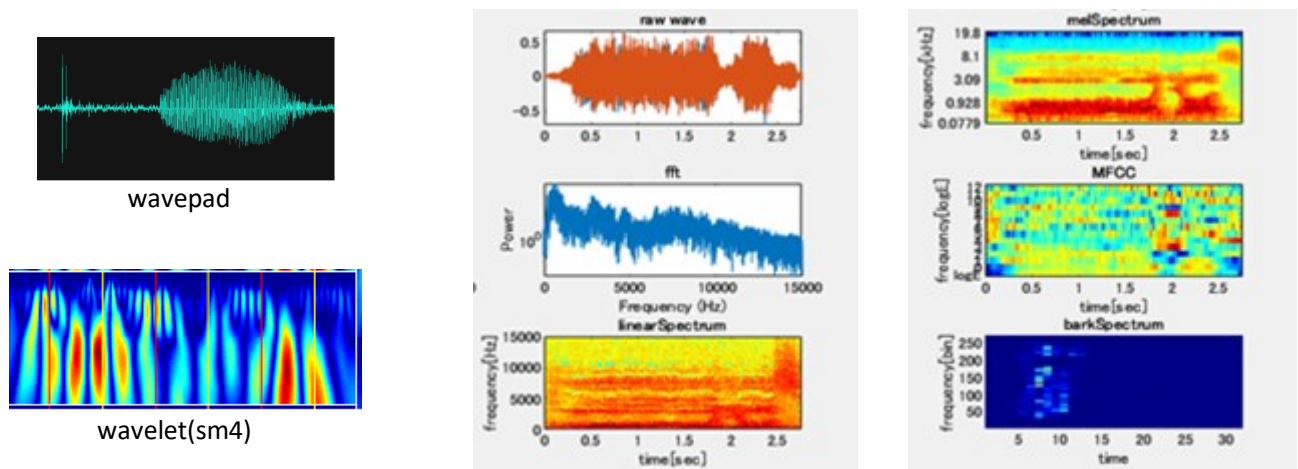 wavepad
wavelet(sm4)
raw wave
0.5
0
-0.5
0 0.5 1 1.5 2 2.5
fft
Power
10^0
0 5000 10000 15000
Frequency (Hz)
linearSpectrum
frequency[Hz]
15000
10000
5000
0
0 0.5 1 1.5 2 2.5
time[sec]
melSpectrum
frequency[kHz]
19.8
8.1
3.09
0.928
0.0779
0.5 1 1.5 2 2.5
time[sec]
MFCC
frequency[logE]
12
0 0.5 1 1.5 2 2.5
time[sec]
barkSpectrum
frequency[bin]
250
200
150
100
50
5 10 15 20 25 30
time